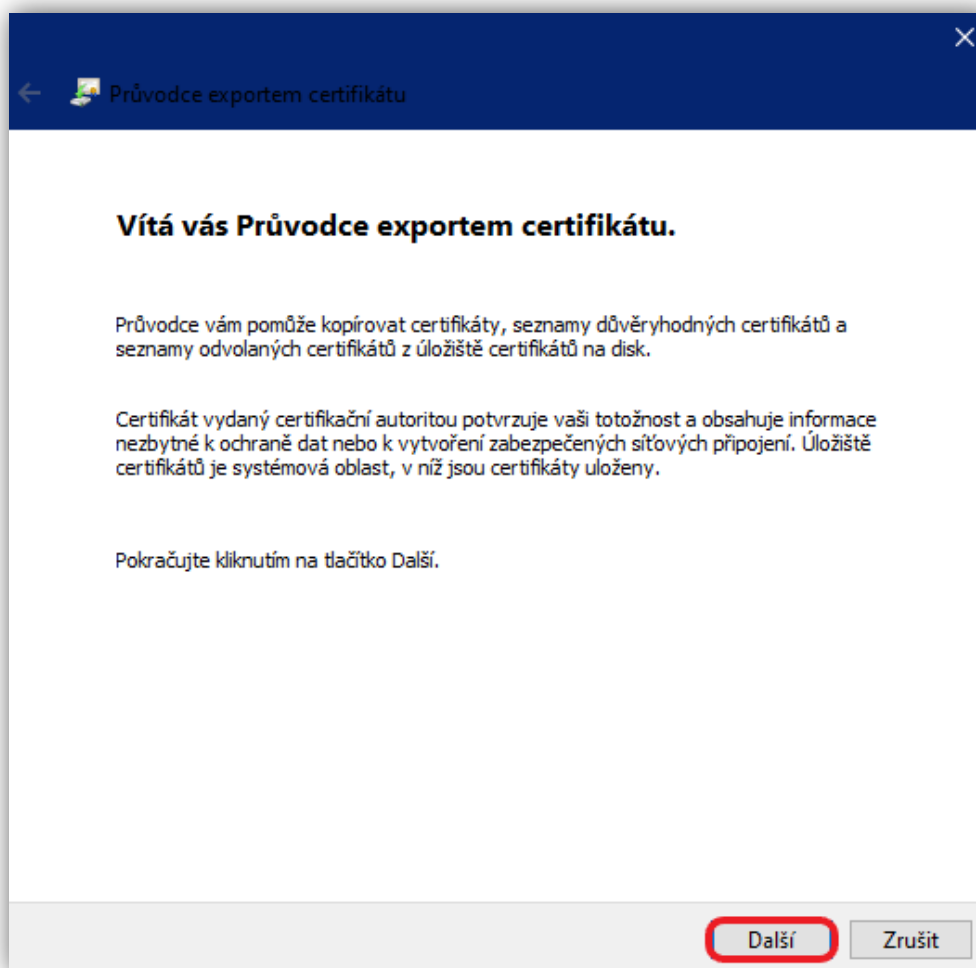 Průvodce exportem certifikátu
Vítá vás Průvodce exportem certifikátu.
Průvodce vám pomůže kopírovat certifikáty, seznamy důvěryhodných certifikátů a
seznamy odvolaných certifikátů z úložiště certifikátů na disk.
Certifikát vydaný certifikační autoritou potvrzuje vaši totožnost a obsahuje informace
nezbytné k ochraně dat nebo k vytvoření zabezpečených síťových připojení. Úložiště
certifikátů je systémová oblast, v níž jsou certifikáty uloženy.
Pokračujte kliknutím na tlačítko Další.
Další
Zrušit